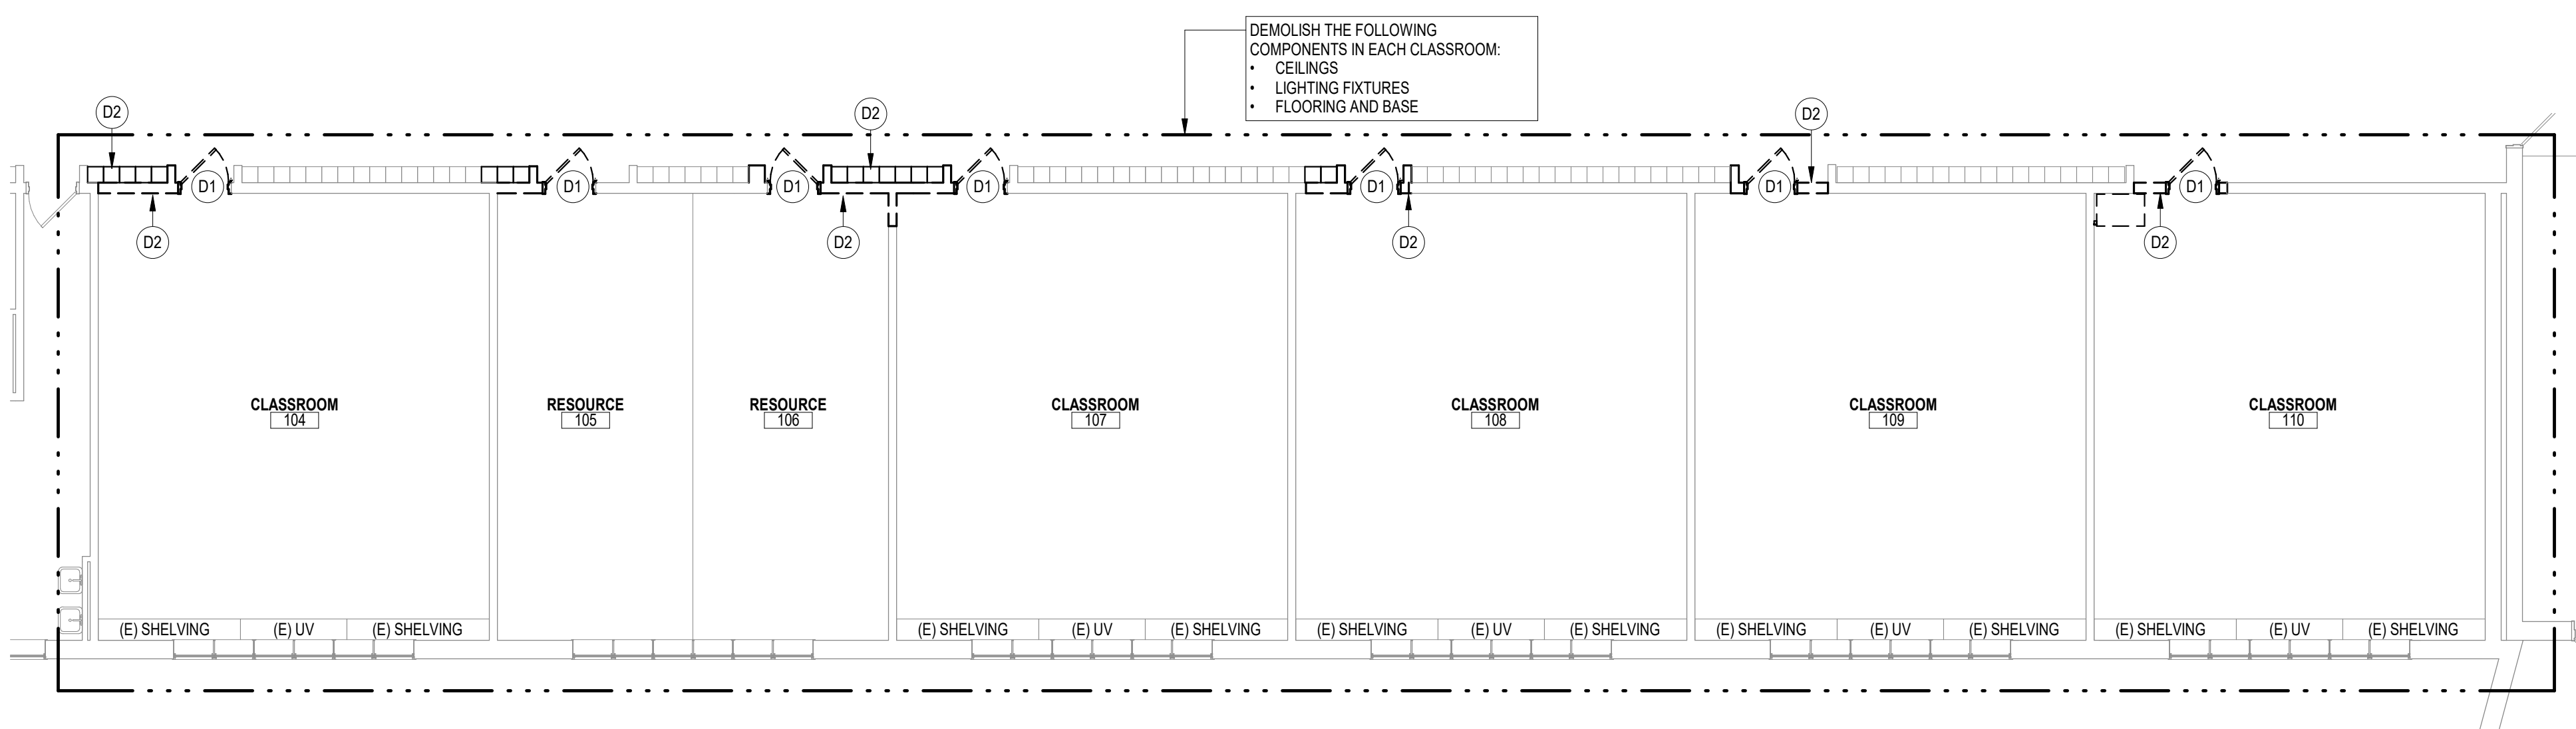 DEMOLISH THE FOLLOWING
COMPONENTS IN EACH CLASSROOM:
• CEILINGS
• LIGHTING FIXTURES
• FLOORING AND BASE
D2
D2
D2
D1
D1
D1
D1
D1
D1
D1
D2
D2
D2
D2
CLASSROOM
104
RESOURCE
105
RESOURCE
106
CLASSROOM
107
CLASSROOM
108
CLASSROOM
109
CLASSROOM
110
(E) SHELVING
(E) UV
(E) SHELVING
(E) SHELVING
(E) UV
(E) SHELVING
(E) SHELVING
(E) UV
(E) SHELVING
(E) SHELVING
(E) UV
(E) SHELVING
(E) SHELVING
(E) UV
(E) SHELVING